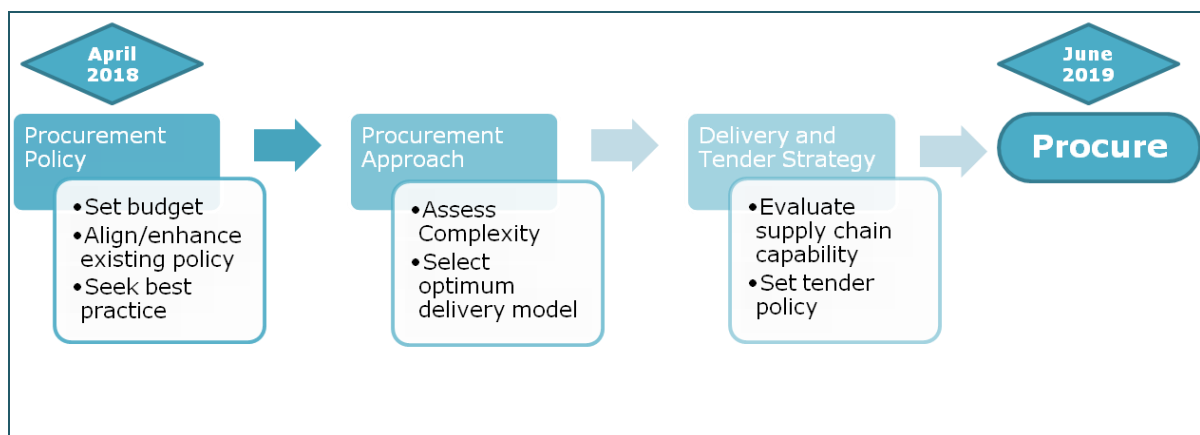 April
2018
June
2019
Procurement
Policy
• Set budget
• Align/enhance
existing policy
• Seek best
practice
Procurement
Approach
• Assess
Complexity
• Select
optimum
delivery model
Delivery and
Tender Strategy
• Evaluate
supply chain
capability
• Set tender
policy
Procure